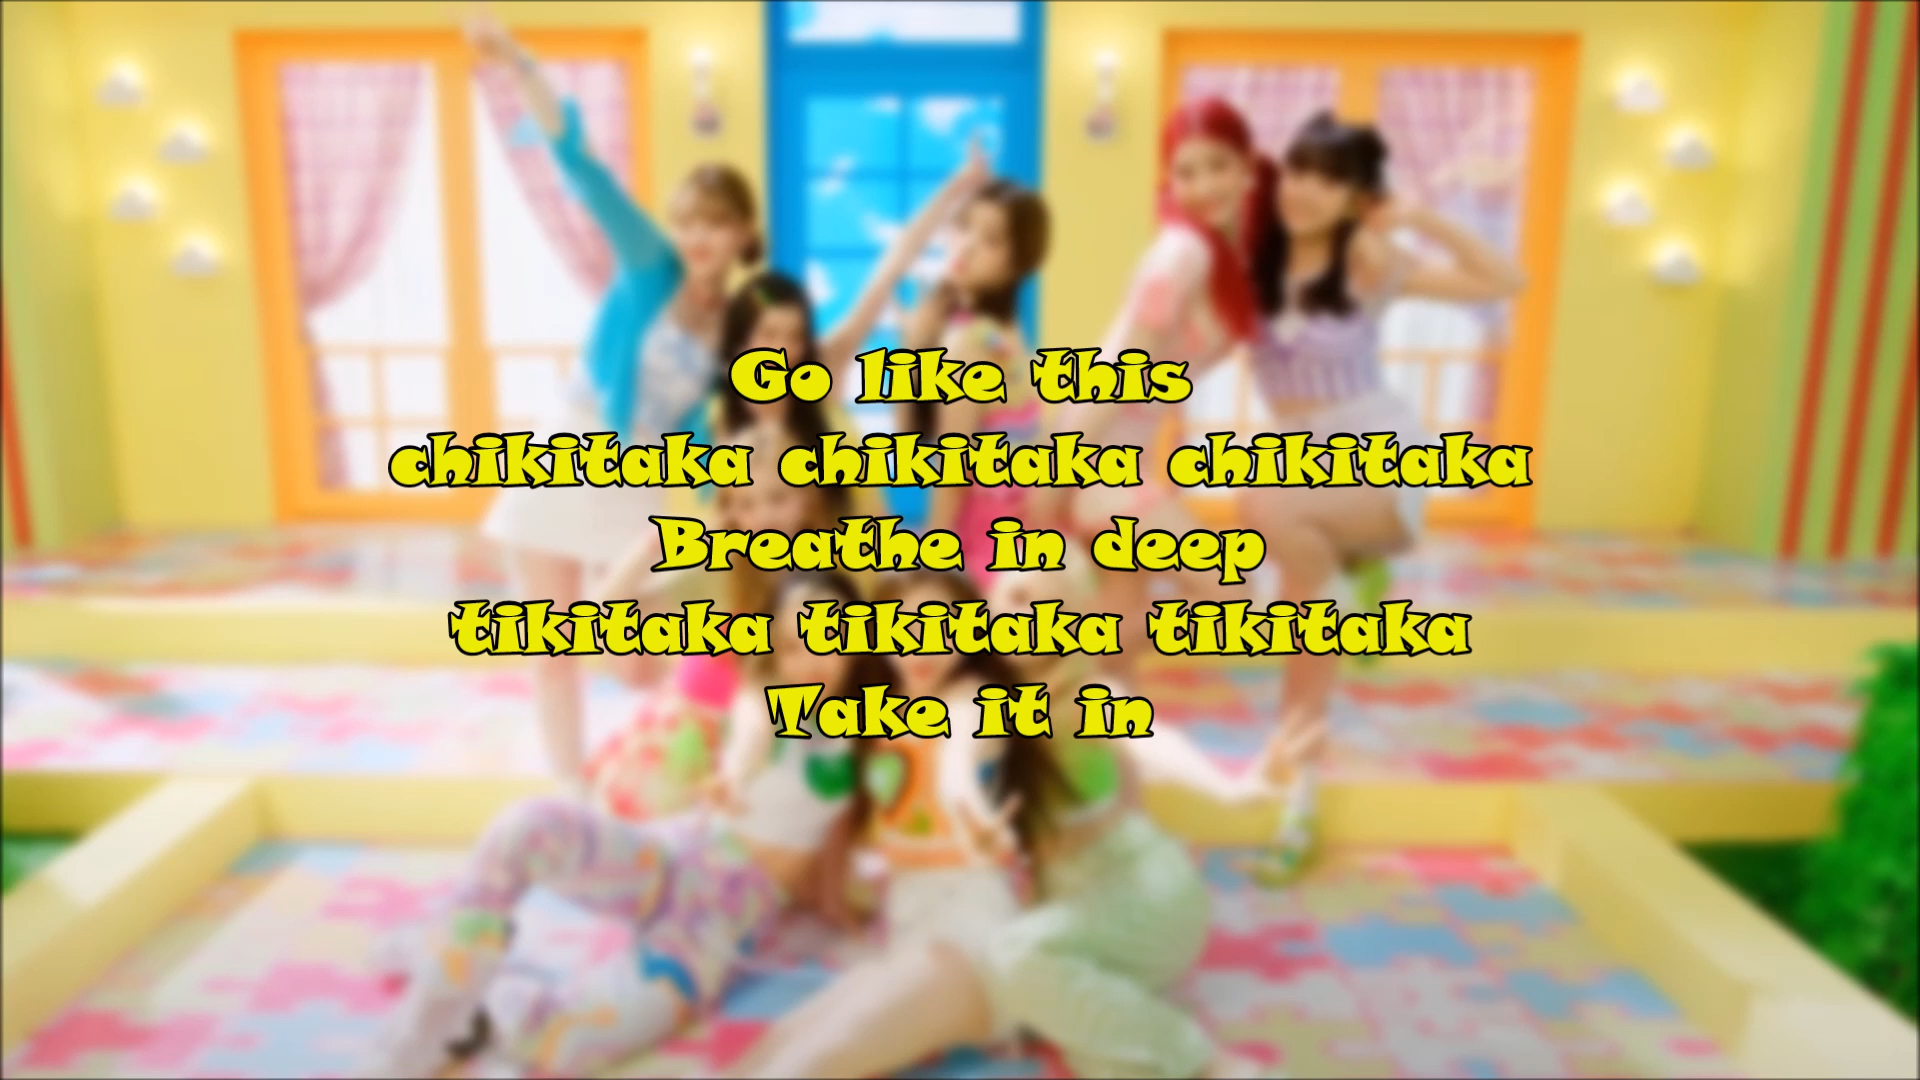 Go like this
chikitaka chikitaka chikitaka
Breathe in deep
tikitaka tikitaka tikitaka
Take it in